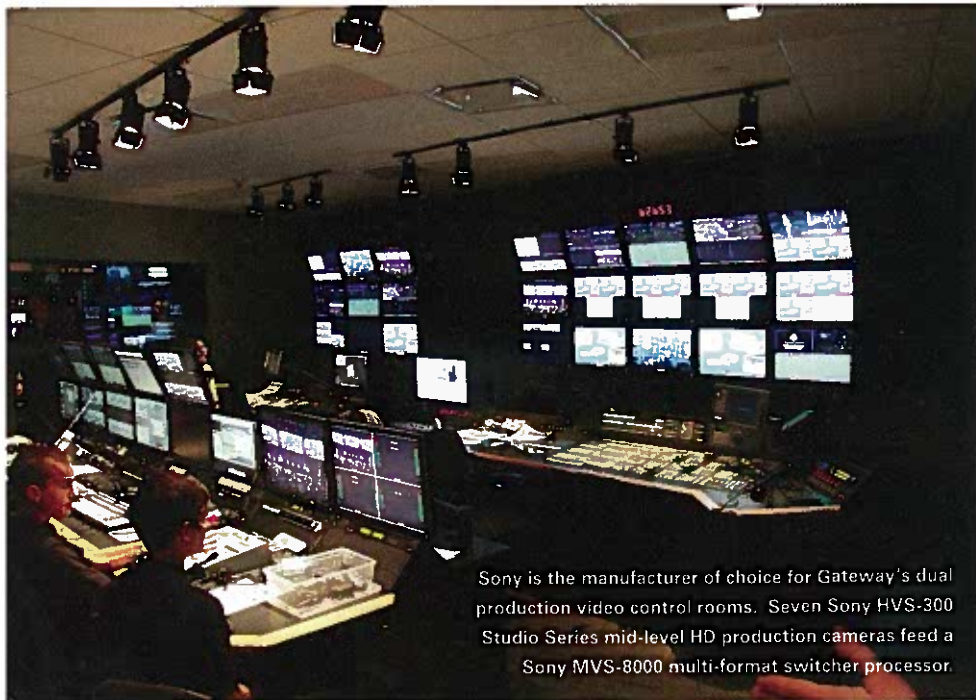 Sony is the manufacturer of choice for Gateway's dual
production video control rooms. Seven Sony HVS-300
Studio Series mid-level HD production cameras feed a
Sony MVS-8000 multi-format switcher processor.